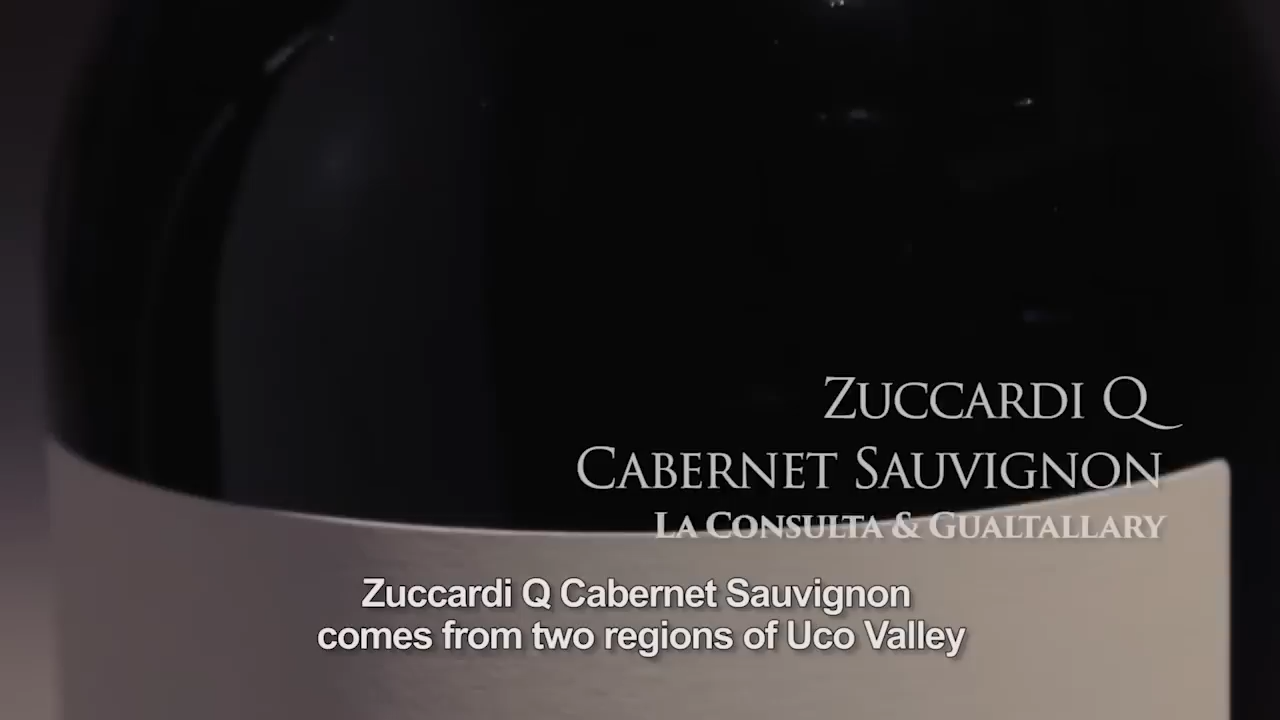 Zuccardi Q
Cabernet Sauvignon
La Consulta & Gualtallary
Zuccardi Q Cabernet Sauvignon
comes from two regions of Uco Valley